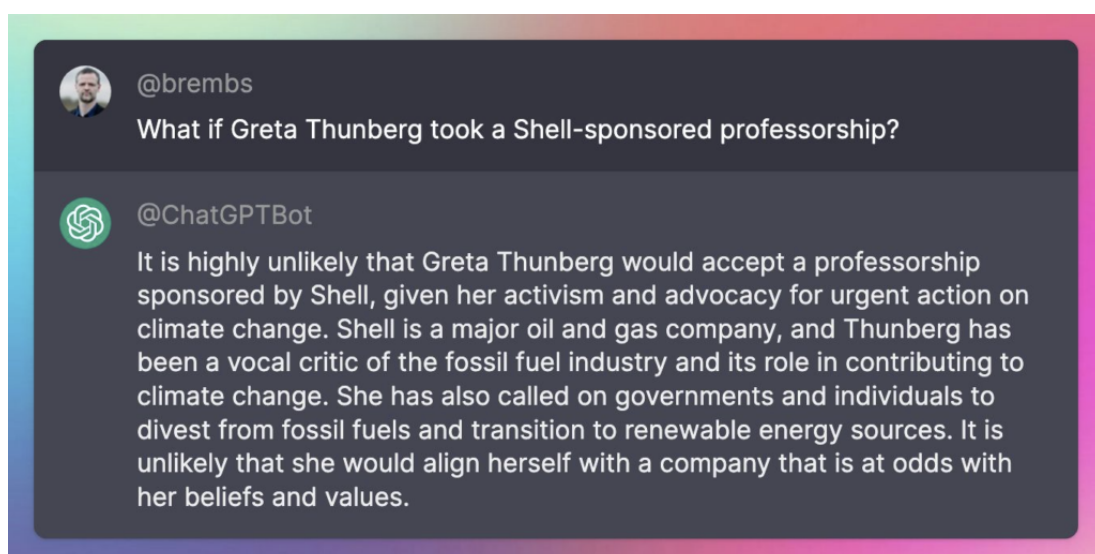 @brembs
What if Greta Thunberg took a Shell-sponsored professorship?
@ChatGPTBot
It is highly unlikely that Greta Thunberg would accept a professorship
sponsored by Shell, given her activism and advocacy for urgent action on
climate change. Shell is a major oil and gas company, and Thunberg has
been a vocal critic of the fossil fuel industry and its role in contributing to
climate change. She has also called on governments and individuals to
divest from fossil fuels and transition to renewable energy sources. It is
unlikely that she would align herself with a company that is at odds with
her beliefs and values.